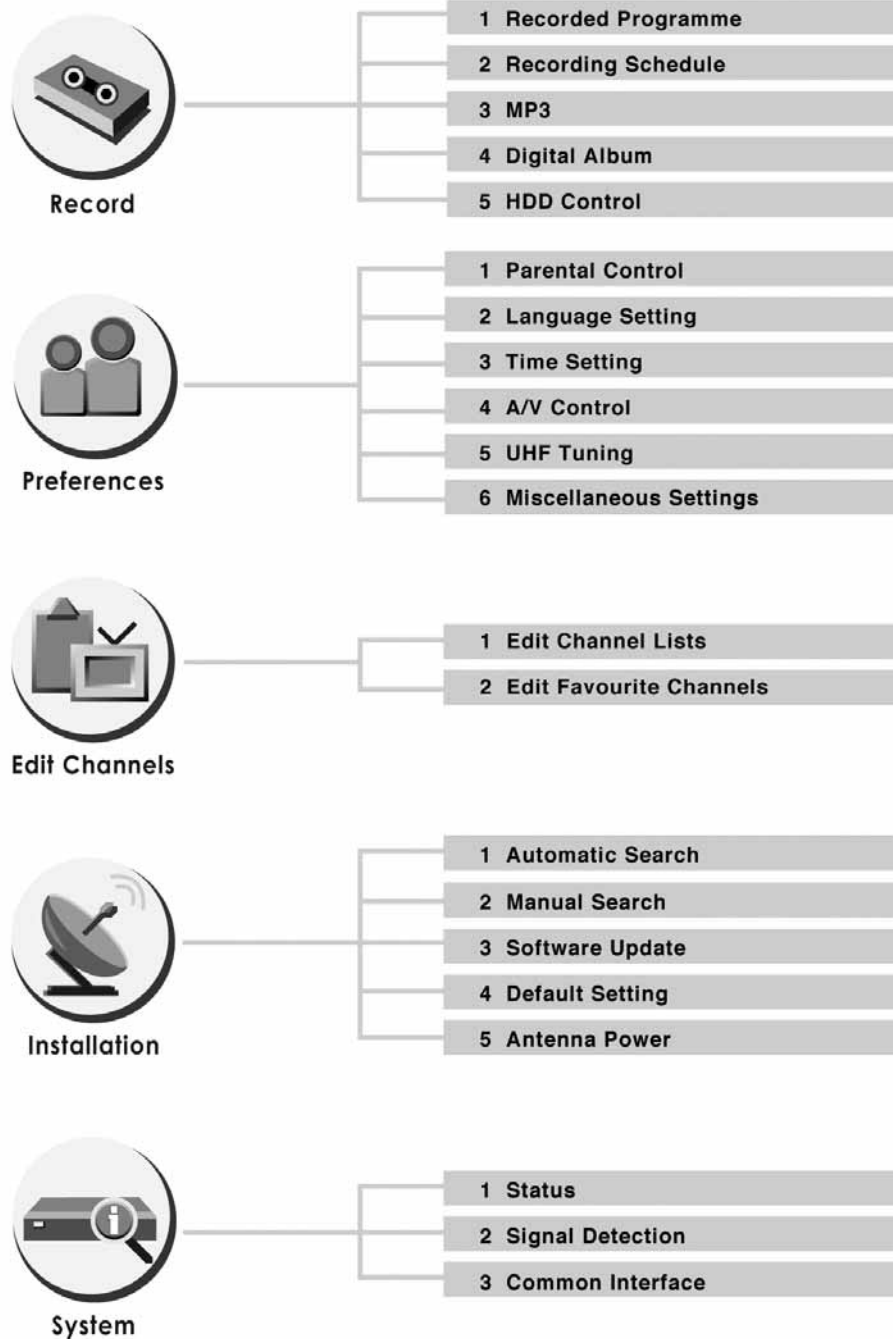 Record
1 Recorded Programme
2 Recording Schedule
3 MP3
4 Digital Album
5 HDD Control
Preferences
1 Parental Control
2 Language Setting
3 Time Setting
4 A/V Control
5 UHF Tuning
6 Miscellaneous Settings
Edit Channels
1 Edit Channel Lists
2 Edit Favourite Channels
Installation
1 Automatic Search
2 Manual Search
3 Software Update
4 Default Setting
5 Antenna Power
System
1 Status
2 Signal Detection
3 Common Interface